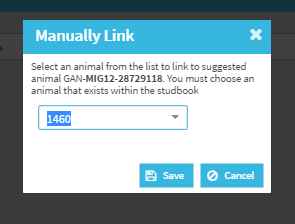 Manually Link
Select an animal from the list to link to suggested
animal GAN-MIG12-28729118. You must choose an
animal that exists within the studbook
1460
Save Cancel